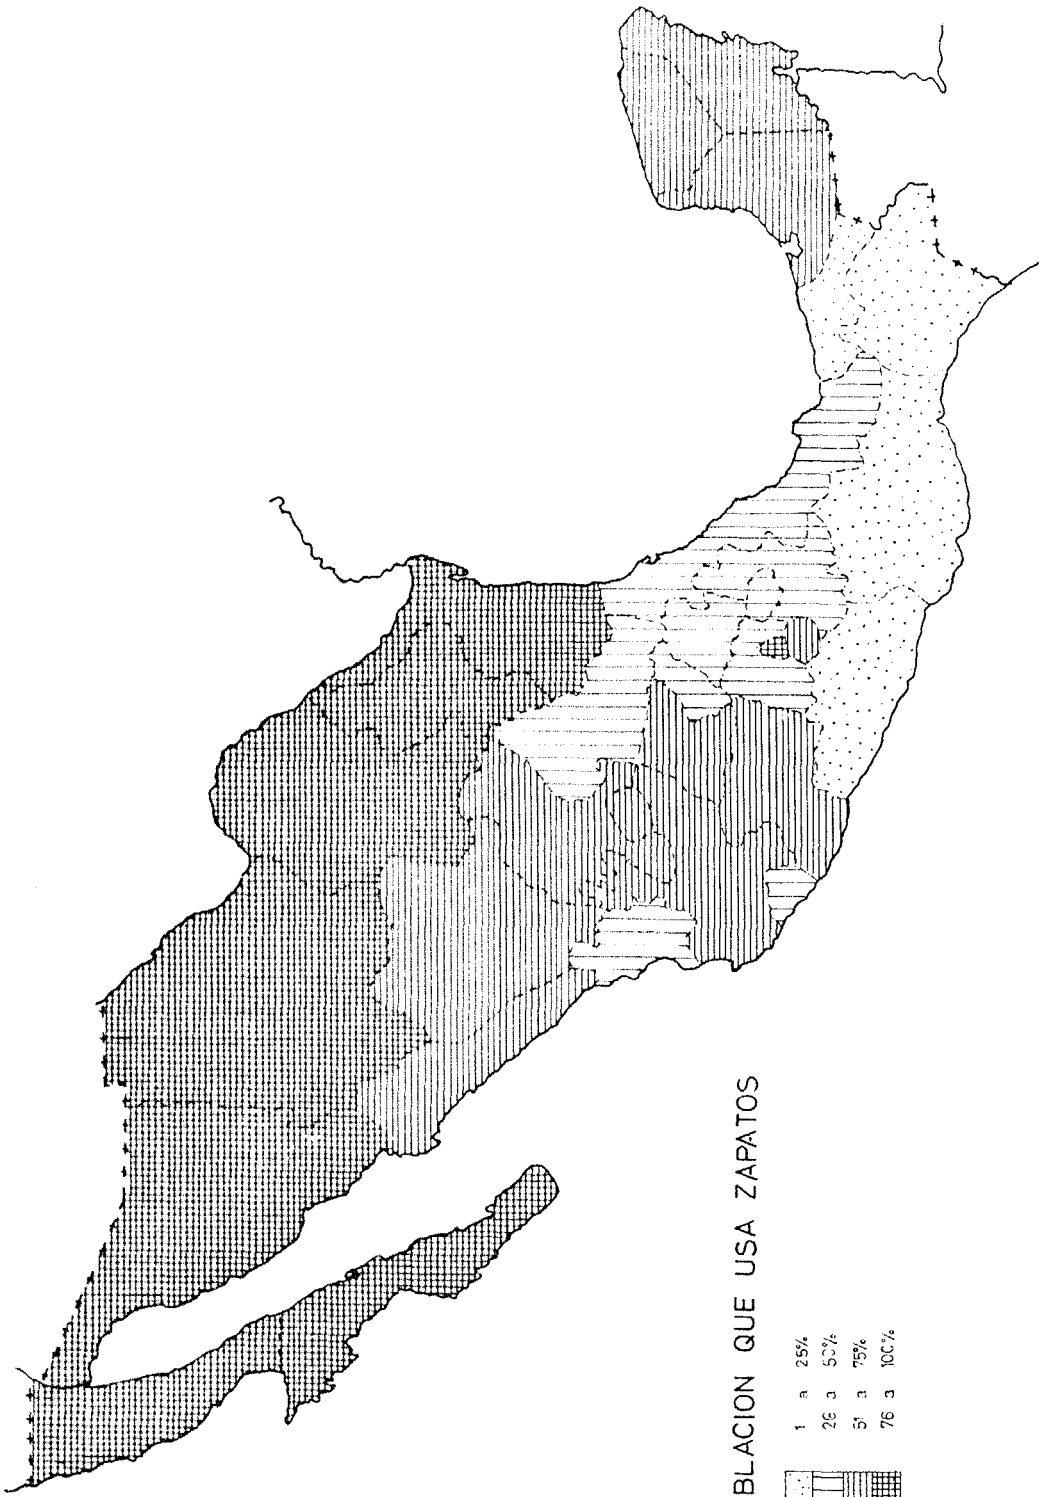 BLACION QUE USA ZAPATOS
1 a 25%
26 a 50%
51 a 75%
76 a 100%